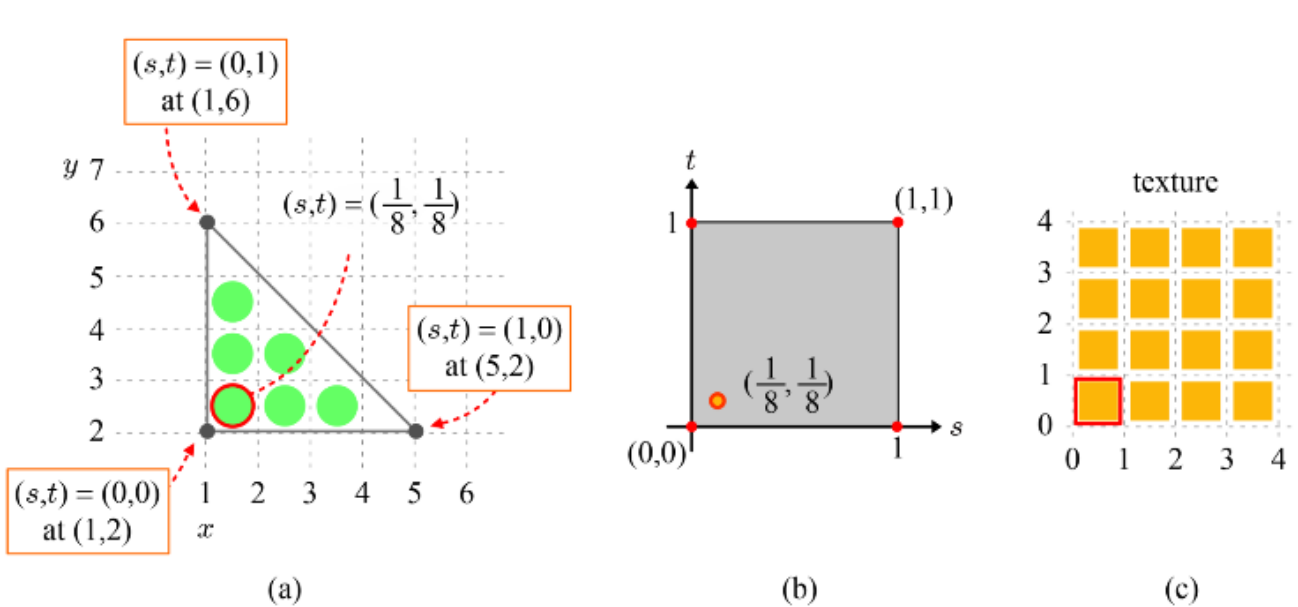 (s,t) = (0,1)
at (1,6)
y 7
6
5
4
3
2
(s,t) = (1/8, 1/8)
(s,t) = (1,0)
at (5,2)
(s,t) = (0,0)
at (1,2)
1 2 3 4 5 6
x
(a)
t
1
(1,1)
(1/8, 1/8)
s
(0,0)
1
(b)
texture
4
3
2
1
0
0 1 2 3 4
(c)